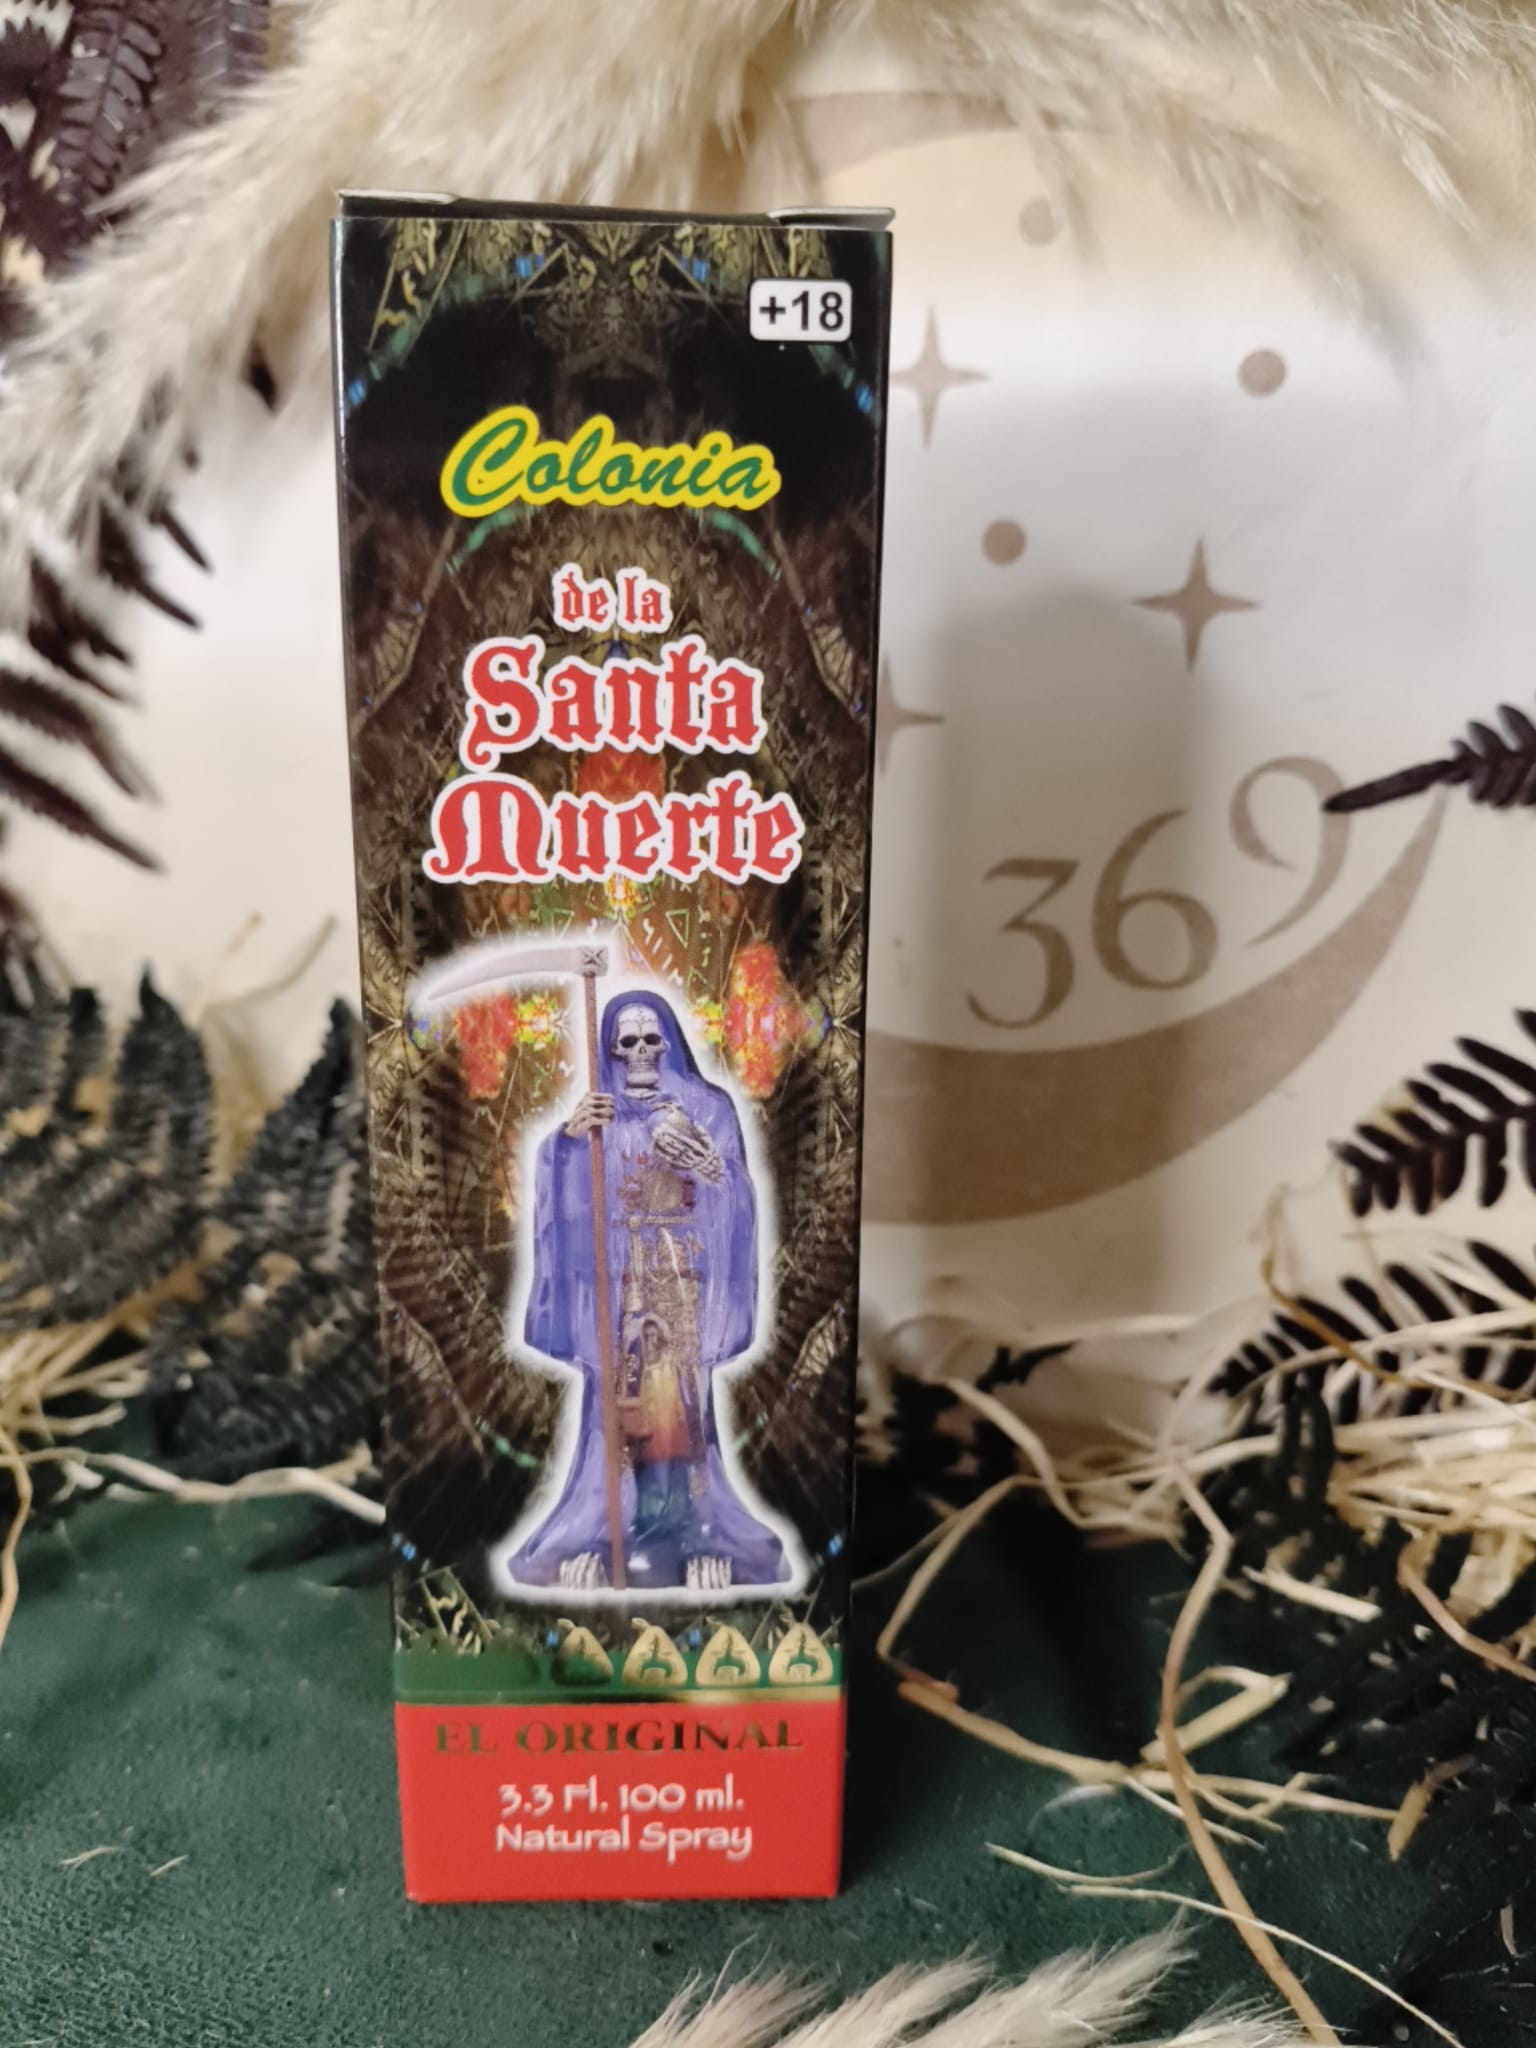 +18
Colonia
de la
Santa
Muerte
EL ORIGINAL
3.3 Fl. 100 ml.
Natural Spray
369